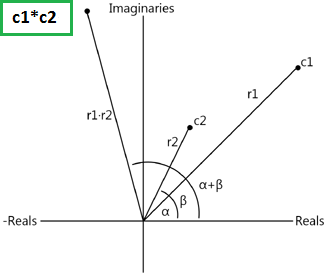 c1*c2
Imaginaries
c1
r1
c2
r1·r2
r2
α+β
β
α
-Reals
Reals